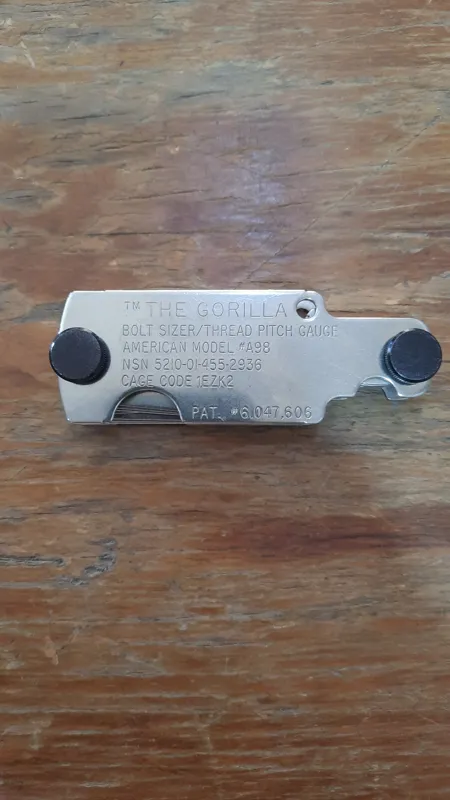 ™ THE GORILLA
BOLT SIZER/THREAD PITCH GAUGE
AMERICAN MODEL #A98
NSN 5210-01-455-2936
CAGE CODE 1EZK2
PAT. #6,047,606